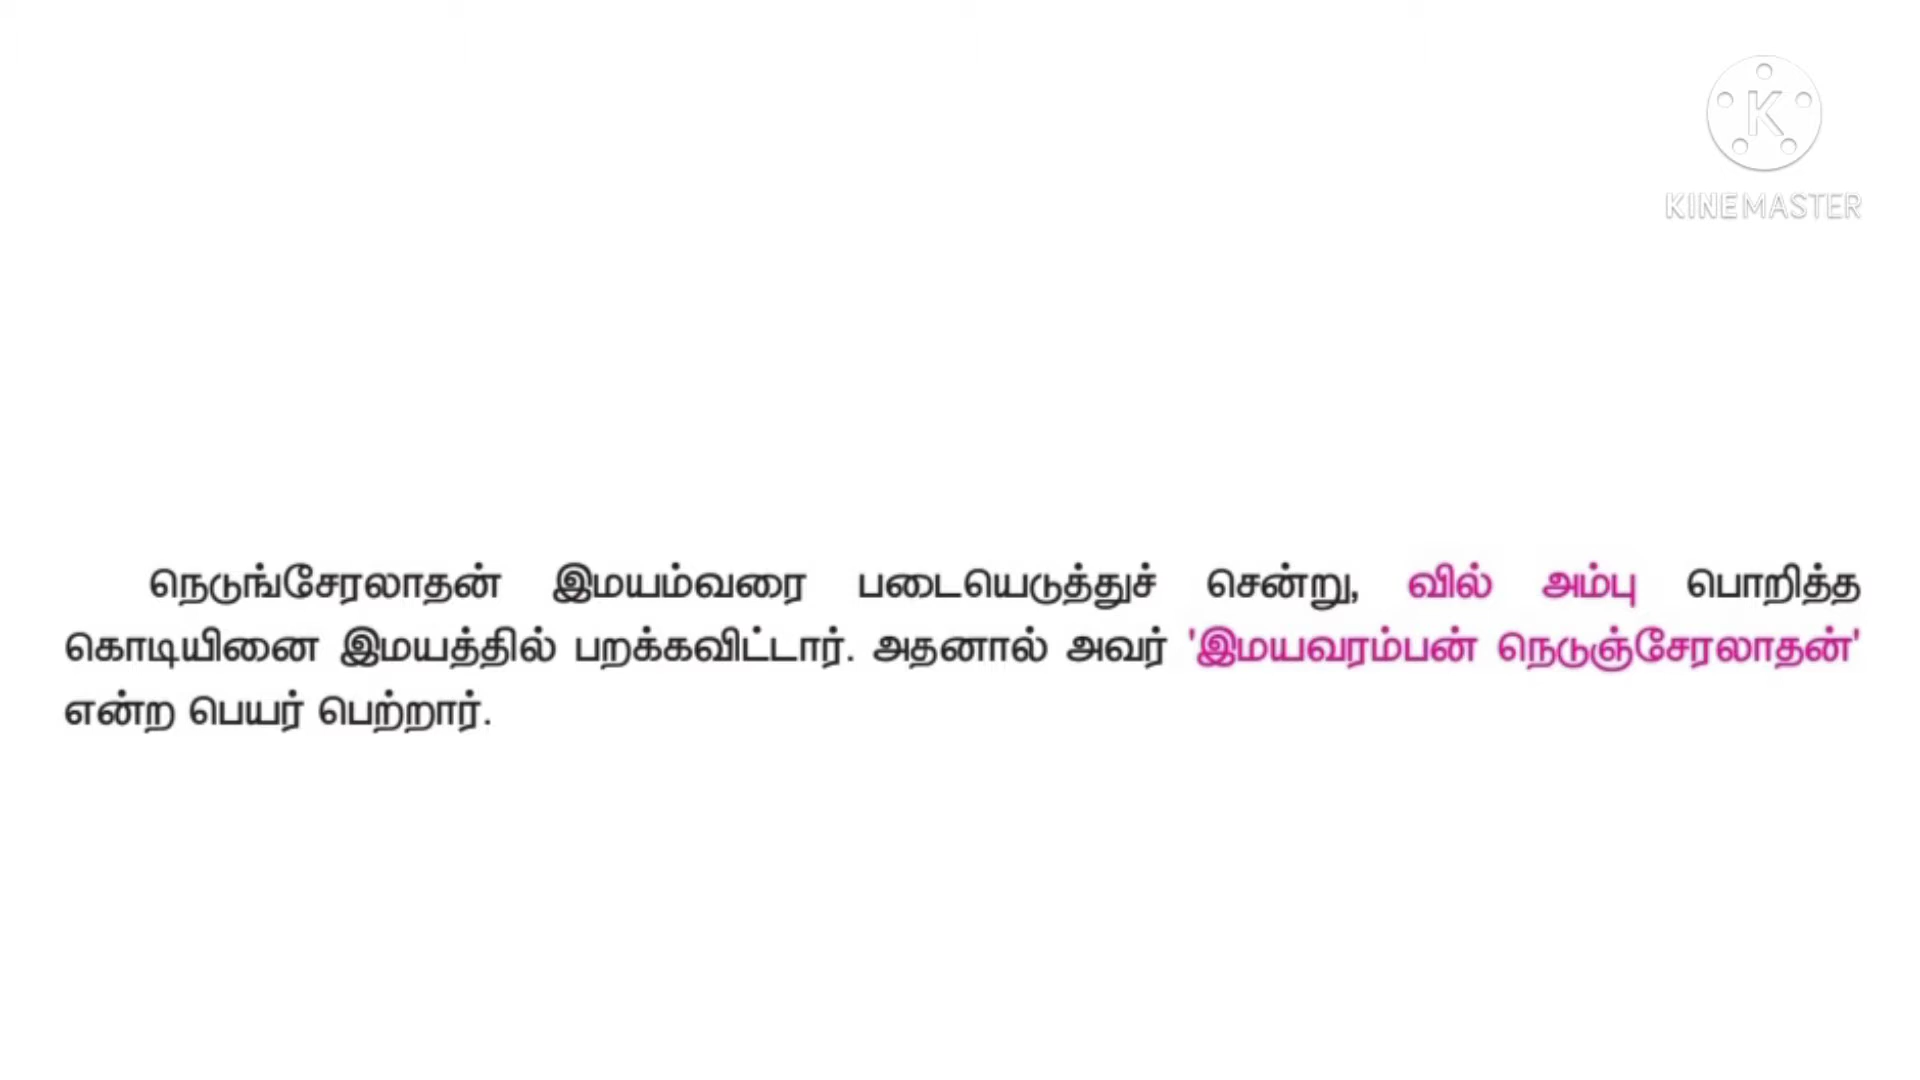 K
KINEMASTER
நெடுங்சேரலாதன் இமயம்வரை படையெடுத்துச் சென்று, வில் அம்பு பொறித்த
கொடியினை இமயத்தில் பறக்கவிட்டார். அதனால் அவர் 'இமயவரம்பன் நெடுஞ்சேரலாதன்'
என்ற பெயர் பெற்றார்.